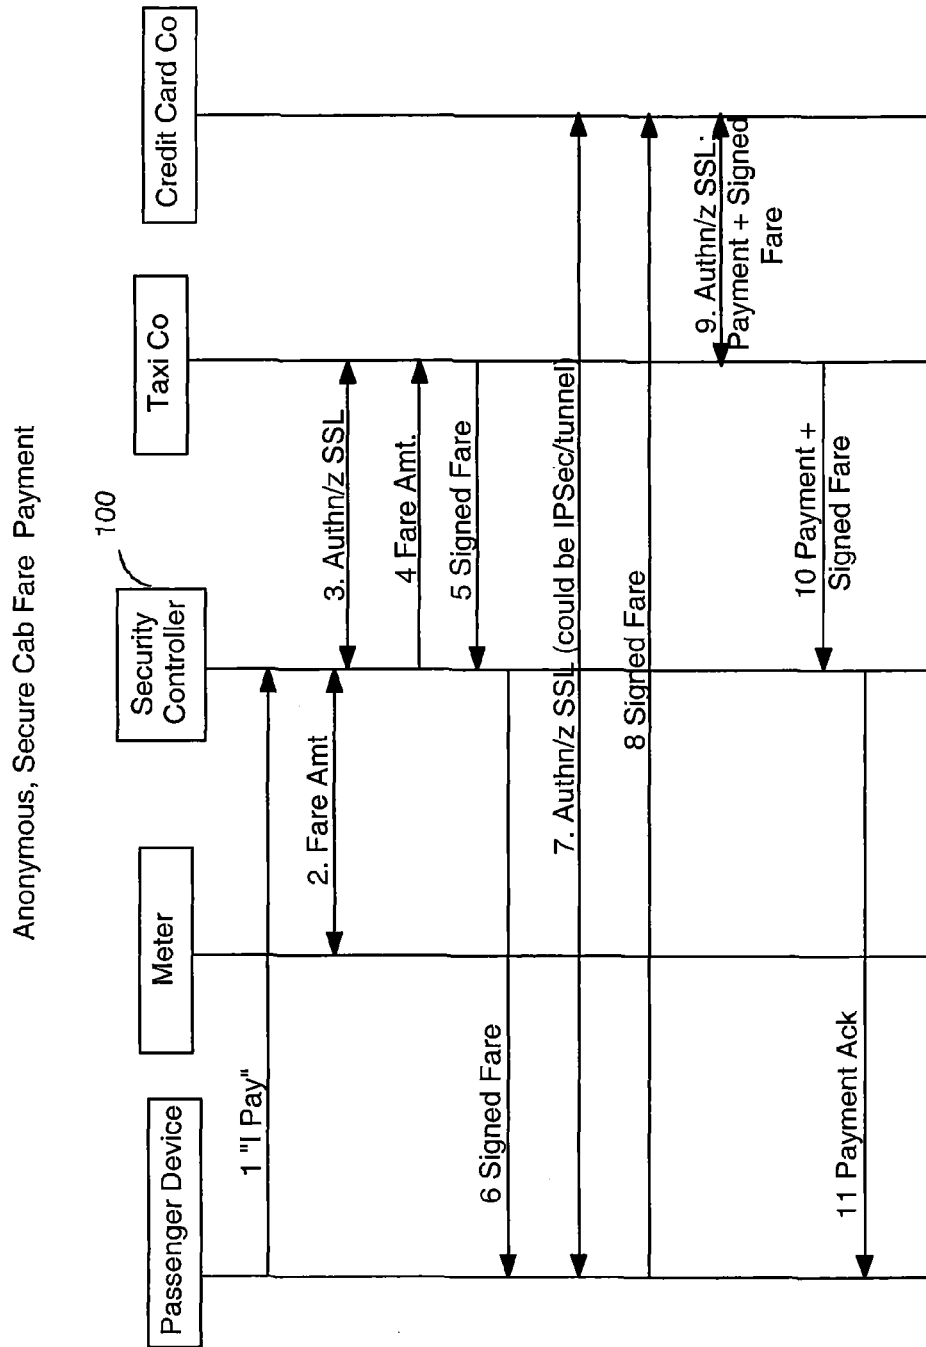 Anonymous, Secure Cab Fare Payment
Passenger Device
Meter
Security
Controller
100
Taxi Co
Credit Card Co
1 "I Pay"
2. Fare Amt
3. Authn/z SSL
4 Fare Amt.
5 Signed Fare
6 Signed Fare
7. Authn/z SSL (could be IPSec/tunnel)
8 Signed Fare
9. Authn/z SSL.
Payment + Signed
Fare
10 Payment +
Signed Fare
11 Payment Ack